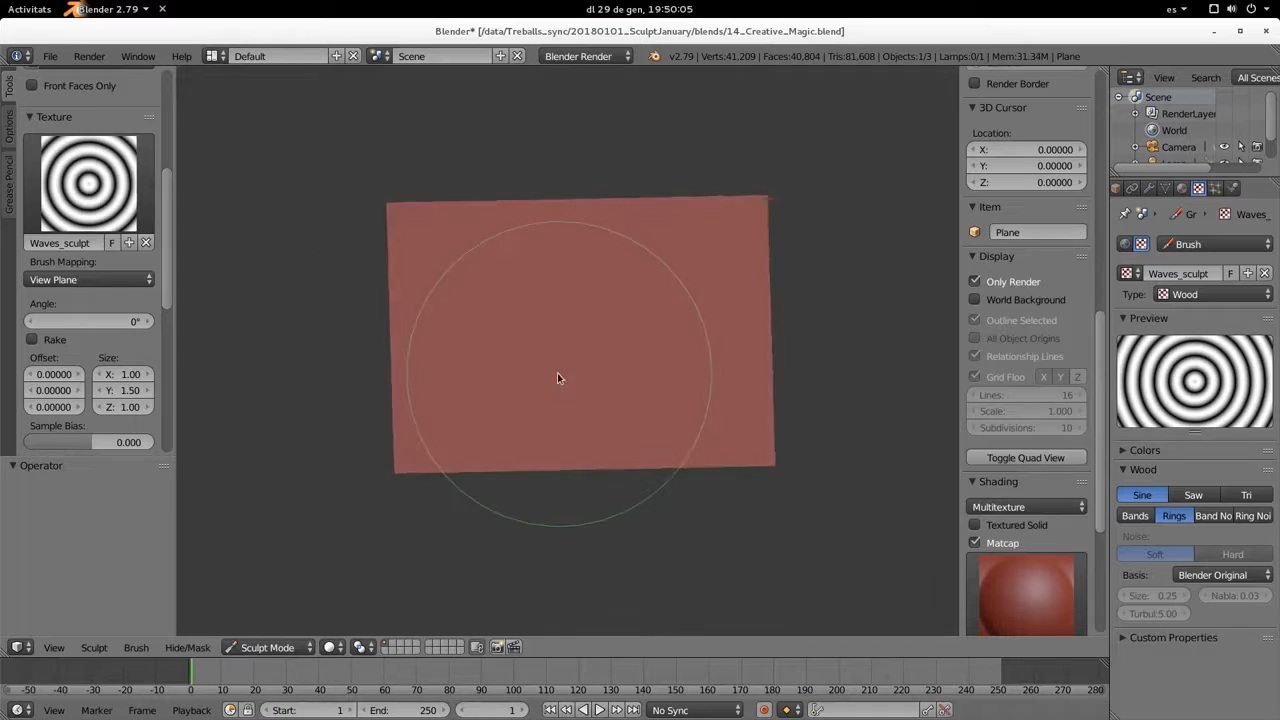 Activitats Blender 2.79 dl 29 de gen, 19:50:05 es
Blender* [/data/Treballs_sync/20180101_SculptJanuary/blends/14_Creative_Magic.blend]
File Render Window Help Default Scene Blender Render v2.79 | Verts:41,209 | Faces:40,804 | Tris:81,608 | Objects:1/3 | Lamps:0/1 | Mem:31.34M | Plane
Tools
Options
Grease Pencil
Front Faces Only
Texture
Waves_sculpt F
Brush Mapping:
View Plane
Angle:
0°
Rake
Offset: Size:
0.00000 X: 1.00
0.00000 Y: 1.50
0.00000 Z: 1.00
Sample Bias:
0.000
Operator
Render Border
3D Cursor
Location:
X: 0.00000
Y: 0.00000
Z: 0.00000
Item
Plane
Display
Only Render
World Background
Outline Selected
All Object Origins
Relationship Lines
Grid Floo X Y Z
Lines: 16
Scale: 1.000
Subdivisions: 10
Toggle Quad View
Shading
Multitexture
Textured Solid
Matcap
View Search All Scenes
Scene
RenderLayer
World
Camera
Gr Waves_
Brush
Waves_sculpt F
Type: Wood
Preview
Colors
Wood
Sine Saw Tri
Bands Rings Band No Ring Noi
Noise:
Soft Hard
Basis: Blender Original
Size: 0.25 Nabla: 0.03
Turbul:5.00
Custom Properties
View Sculpt Brush Hide/Mask Sculpt Mode
-50 -40 -30 -20 -10 0 10 20 30 40 50 60 70 80 90 100 110 120 130 140 150 160 170 180 190 200 210 220 230 240 250 260 270 280
View Marker Frame Playback Start: 1 End: 250 1 No Sync